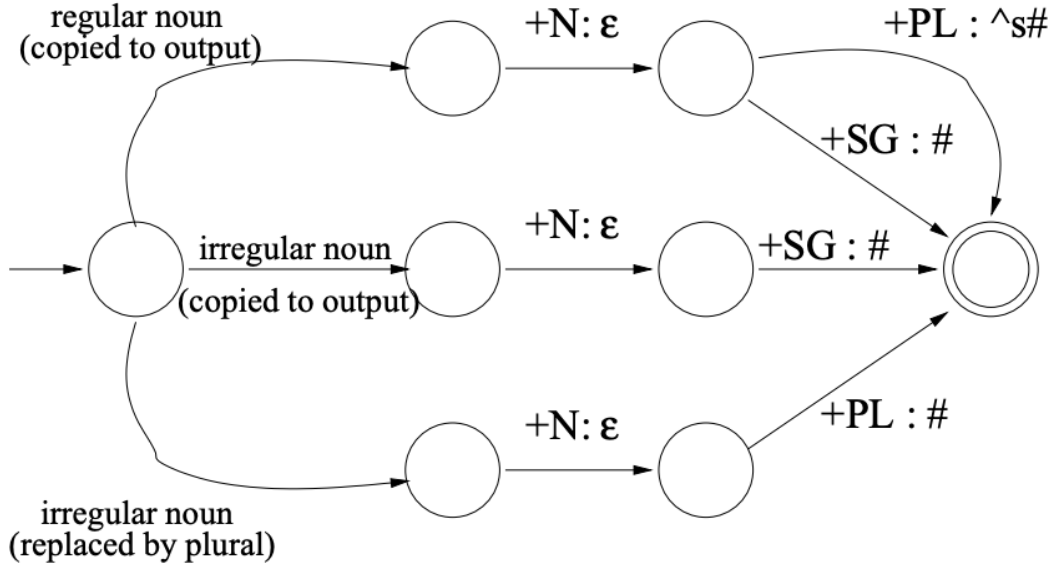 regular noun
(copied to output)
+N: ε
+PL : ^s#
+SG : #
irregular noun
(copied to output)
+N: ε
+SG : #
+N: ε
+PL : #
irregular noun
(replaced by plural)